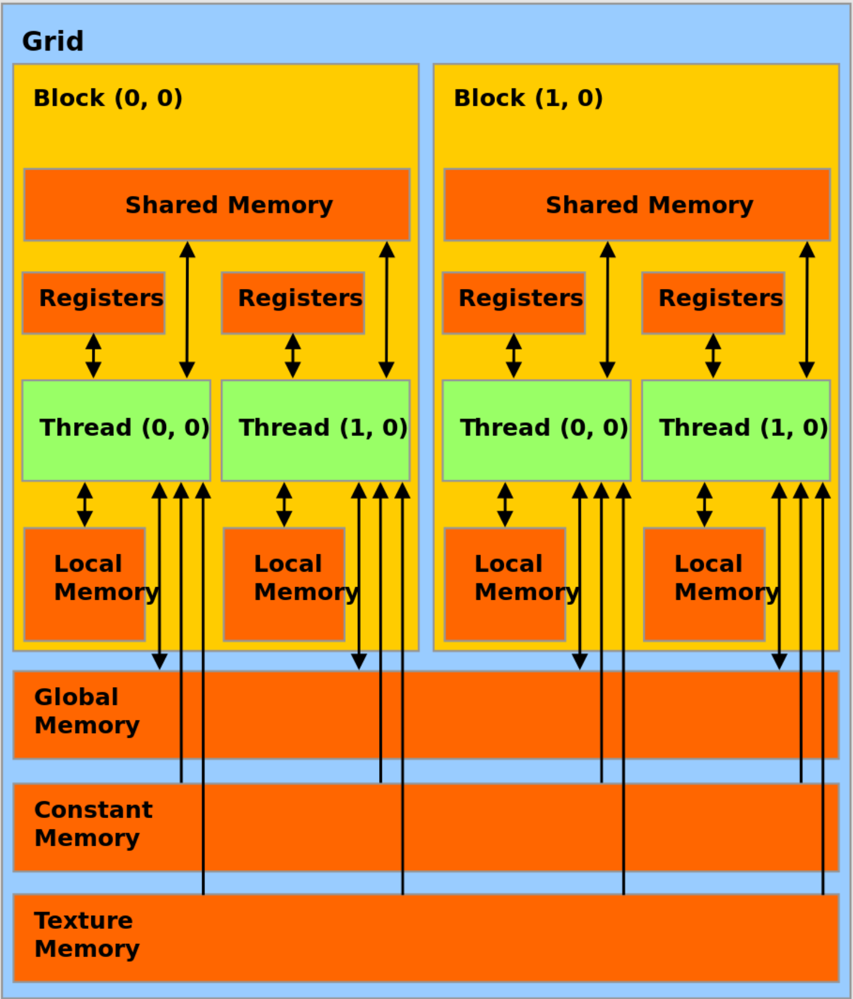 Grid
Block (0, 0)
Block (1, 0)
Shared Memory
Shared Memory
Registers
Registers
Registers
Registers
Thread (0, 0)
Thread (1, 0)
Thread (0, 0)
Thread (1, 0)
Local
Memory
Local
Memory
Local
Memory
Local
Memory
Global
Memory
Constant
Memory
Texture
Memory